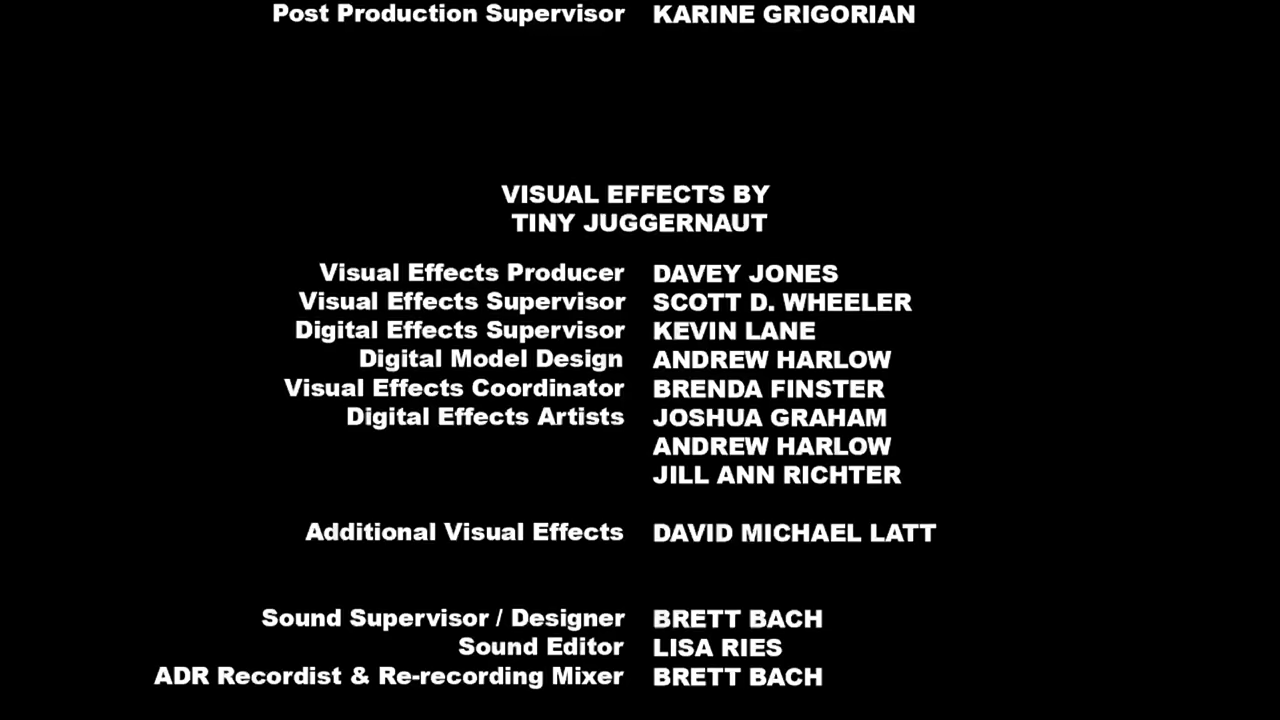 Post Production Supervisor KARINE GRIGORIAN
VISUAL EFFECTS BY
TINY JUGGERNAUT
Visual Effects Producer DAVEY JONES
Visual Effects Supervisor SCOTT D. WHEELER
Digital Effects Supervisor KEVIN LANE
Digital Model Design ANDREW HARLOW
Visual Effects Coordinator BRENDA FINSTER
Digital Effects Artists JOSHUA GRAHAM
ANDREW HARLOW
JILL ANN RICHTER
Additional Visual Effects DAVID MICHAEL LATT
Sound Supervisor / Designer BRETT BACH
Sound Editor LISA RIES
ADR Recordist & Re-recording Mixer BRETT BACH